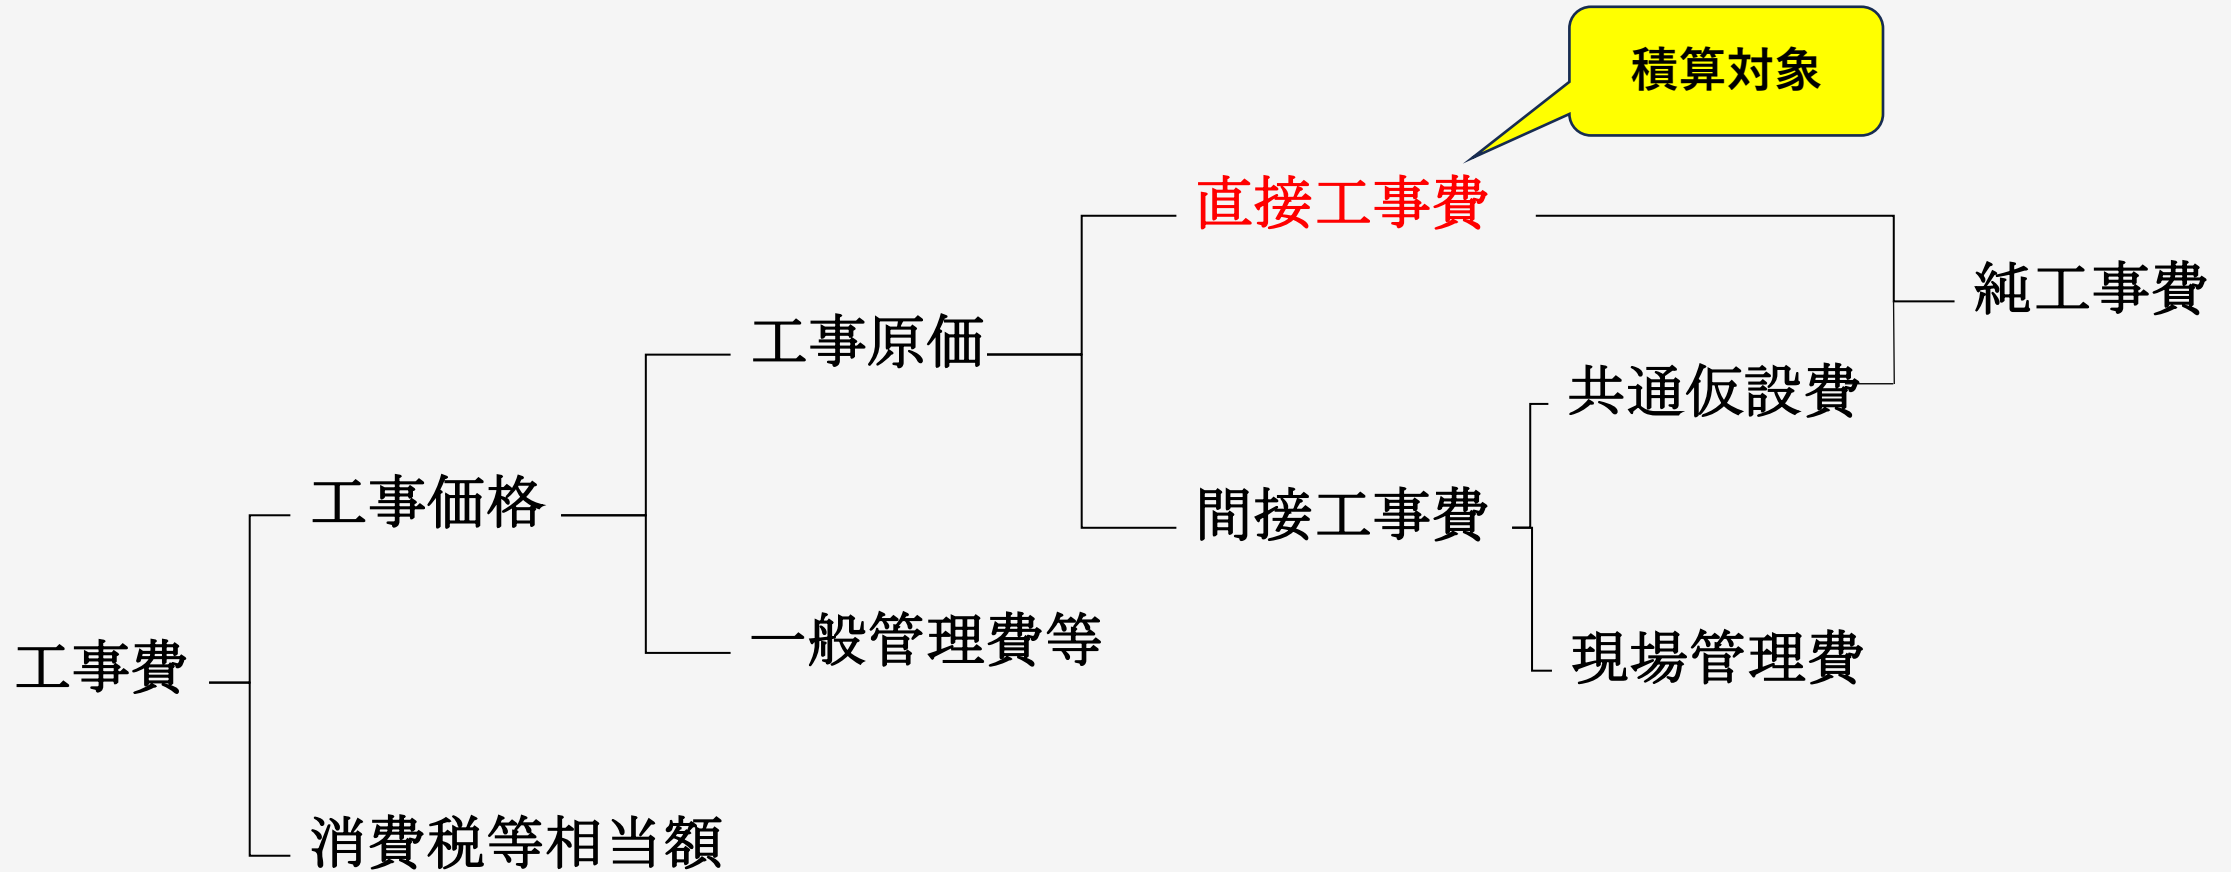 積算対象
直接工事費
純工事費
工事原価
共通仮設費
工事価格
間接工事費
一般管理費等
現場管理費
工事費
消費税等相当額